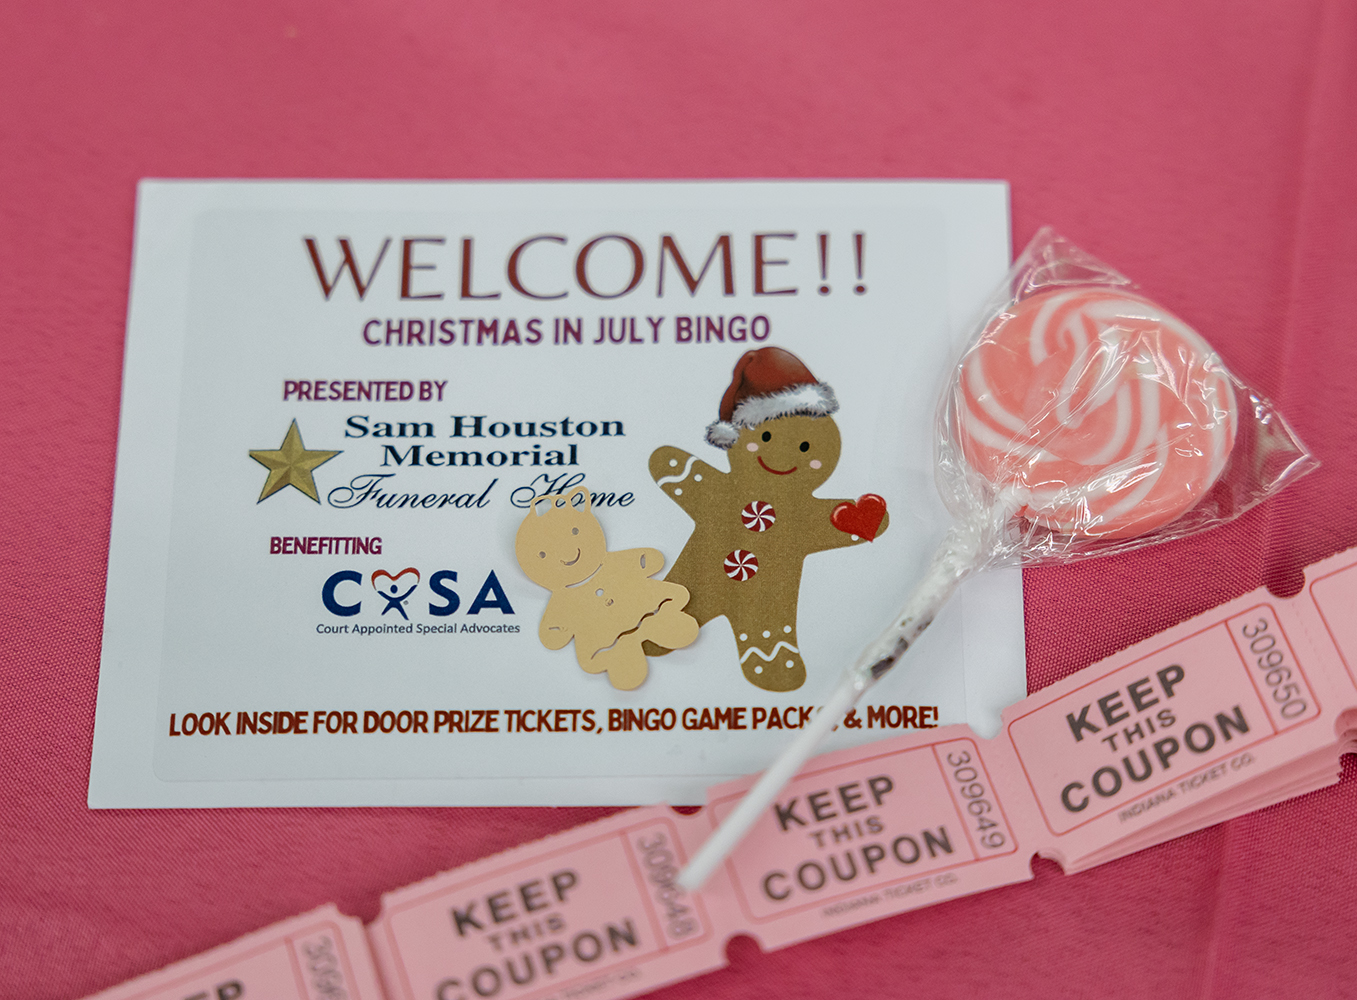 WELCOME!!
CHRISTMAS IN JULY BINGO
PRESENTED BY
Sam Houston
Memorial
Funeral Home
BENEFITTING
CASA
Court Appointed Special Advocates
LOOK INSIDE FOR DOOR PRIZE TICKETS, BINGO GAME PACKS, & MORE!
KEEP
THIS
COUPON
INDIANA TICKET CO.
309650
KEEP
THIS
COUPON
INDIANA TICKET CO.
309649
KEEP
THIS
COUPON
309648